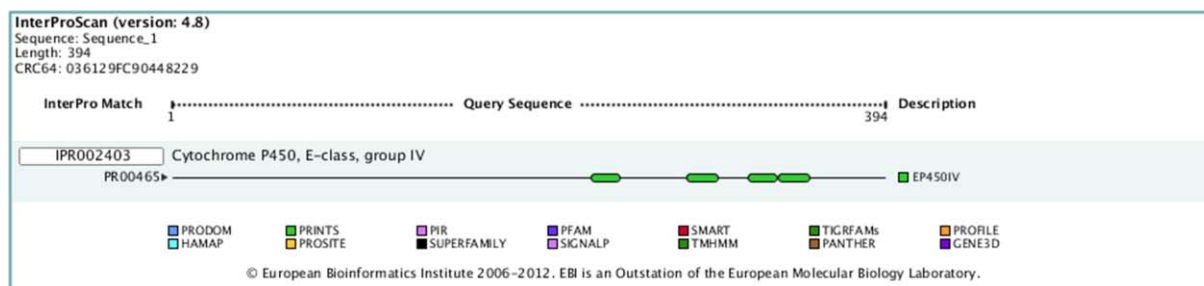 InterProScan (version: 4.8)
Sequence: Sequence_1
Length: 394
CRC64: 036129FC90448229
InterPro Match Query Sequence Description
1 394
IPR002403 Cytochrome P450, E-class, group IV
PR00465 EP450IV
PRODOM PRINTS PIR PFAM SMART TIGRFAMs PROFILE
HAMAP PROSITE SUPERFAMILY SIGNALP TMHMM PANTHER GENE3D
© European Bioinformatics Institute 2006-2012. EBI is an Outstation of the European Molecular Biology Laboratory.